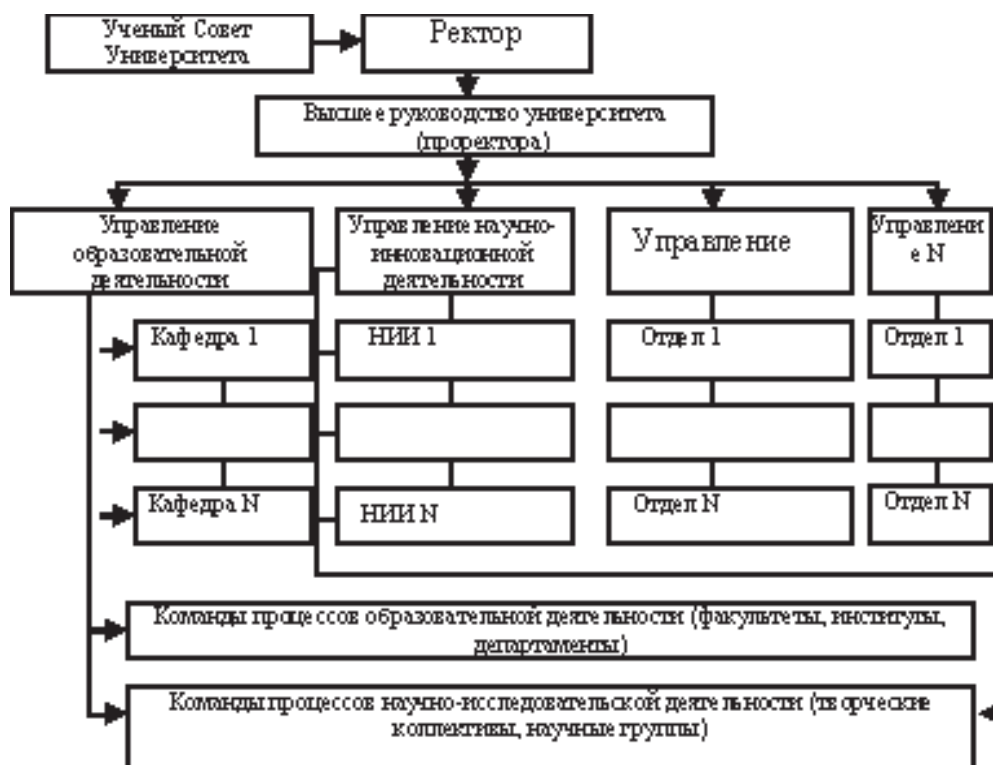 Ученый Совет
Университета
Ректор
Высшее руководство университета
(проректора)
Управление
образовательной
деятельности
Управление научно-
инновационной
деятельности
Управление
Управлени
е N
Кафедра 1
НИИ 1
Отдел 1
Отдел 1
Кафедра N
НИИ N
Отдел N
Отдел N
Команды процессов образовательной деятельности (факультеты, институты,
департаменты)
Команды процессов научно-исследовательской деятельности (творческие
коллективы, научные группы)